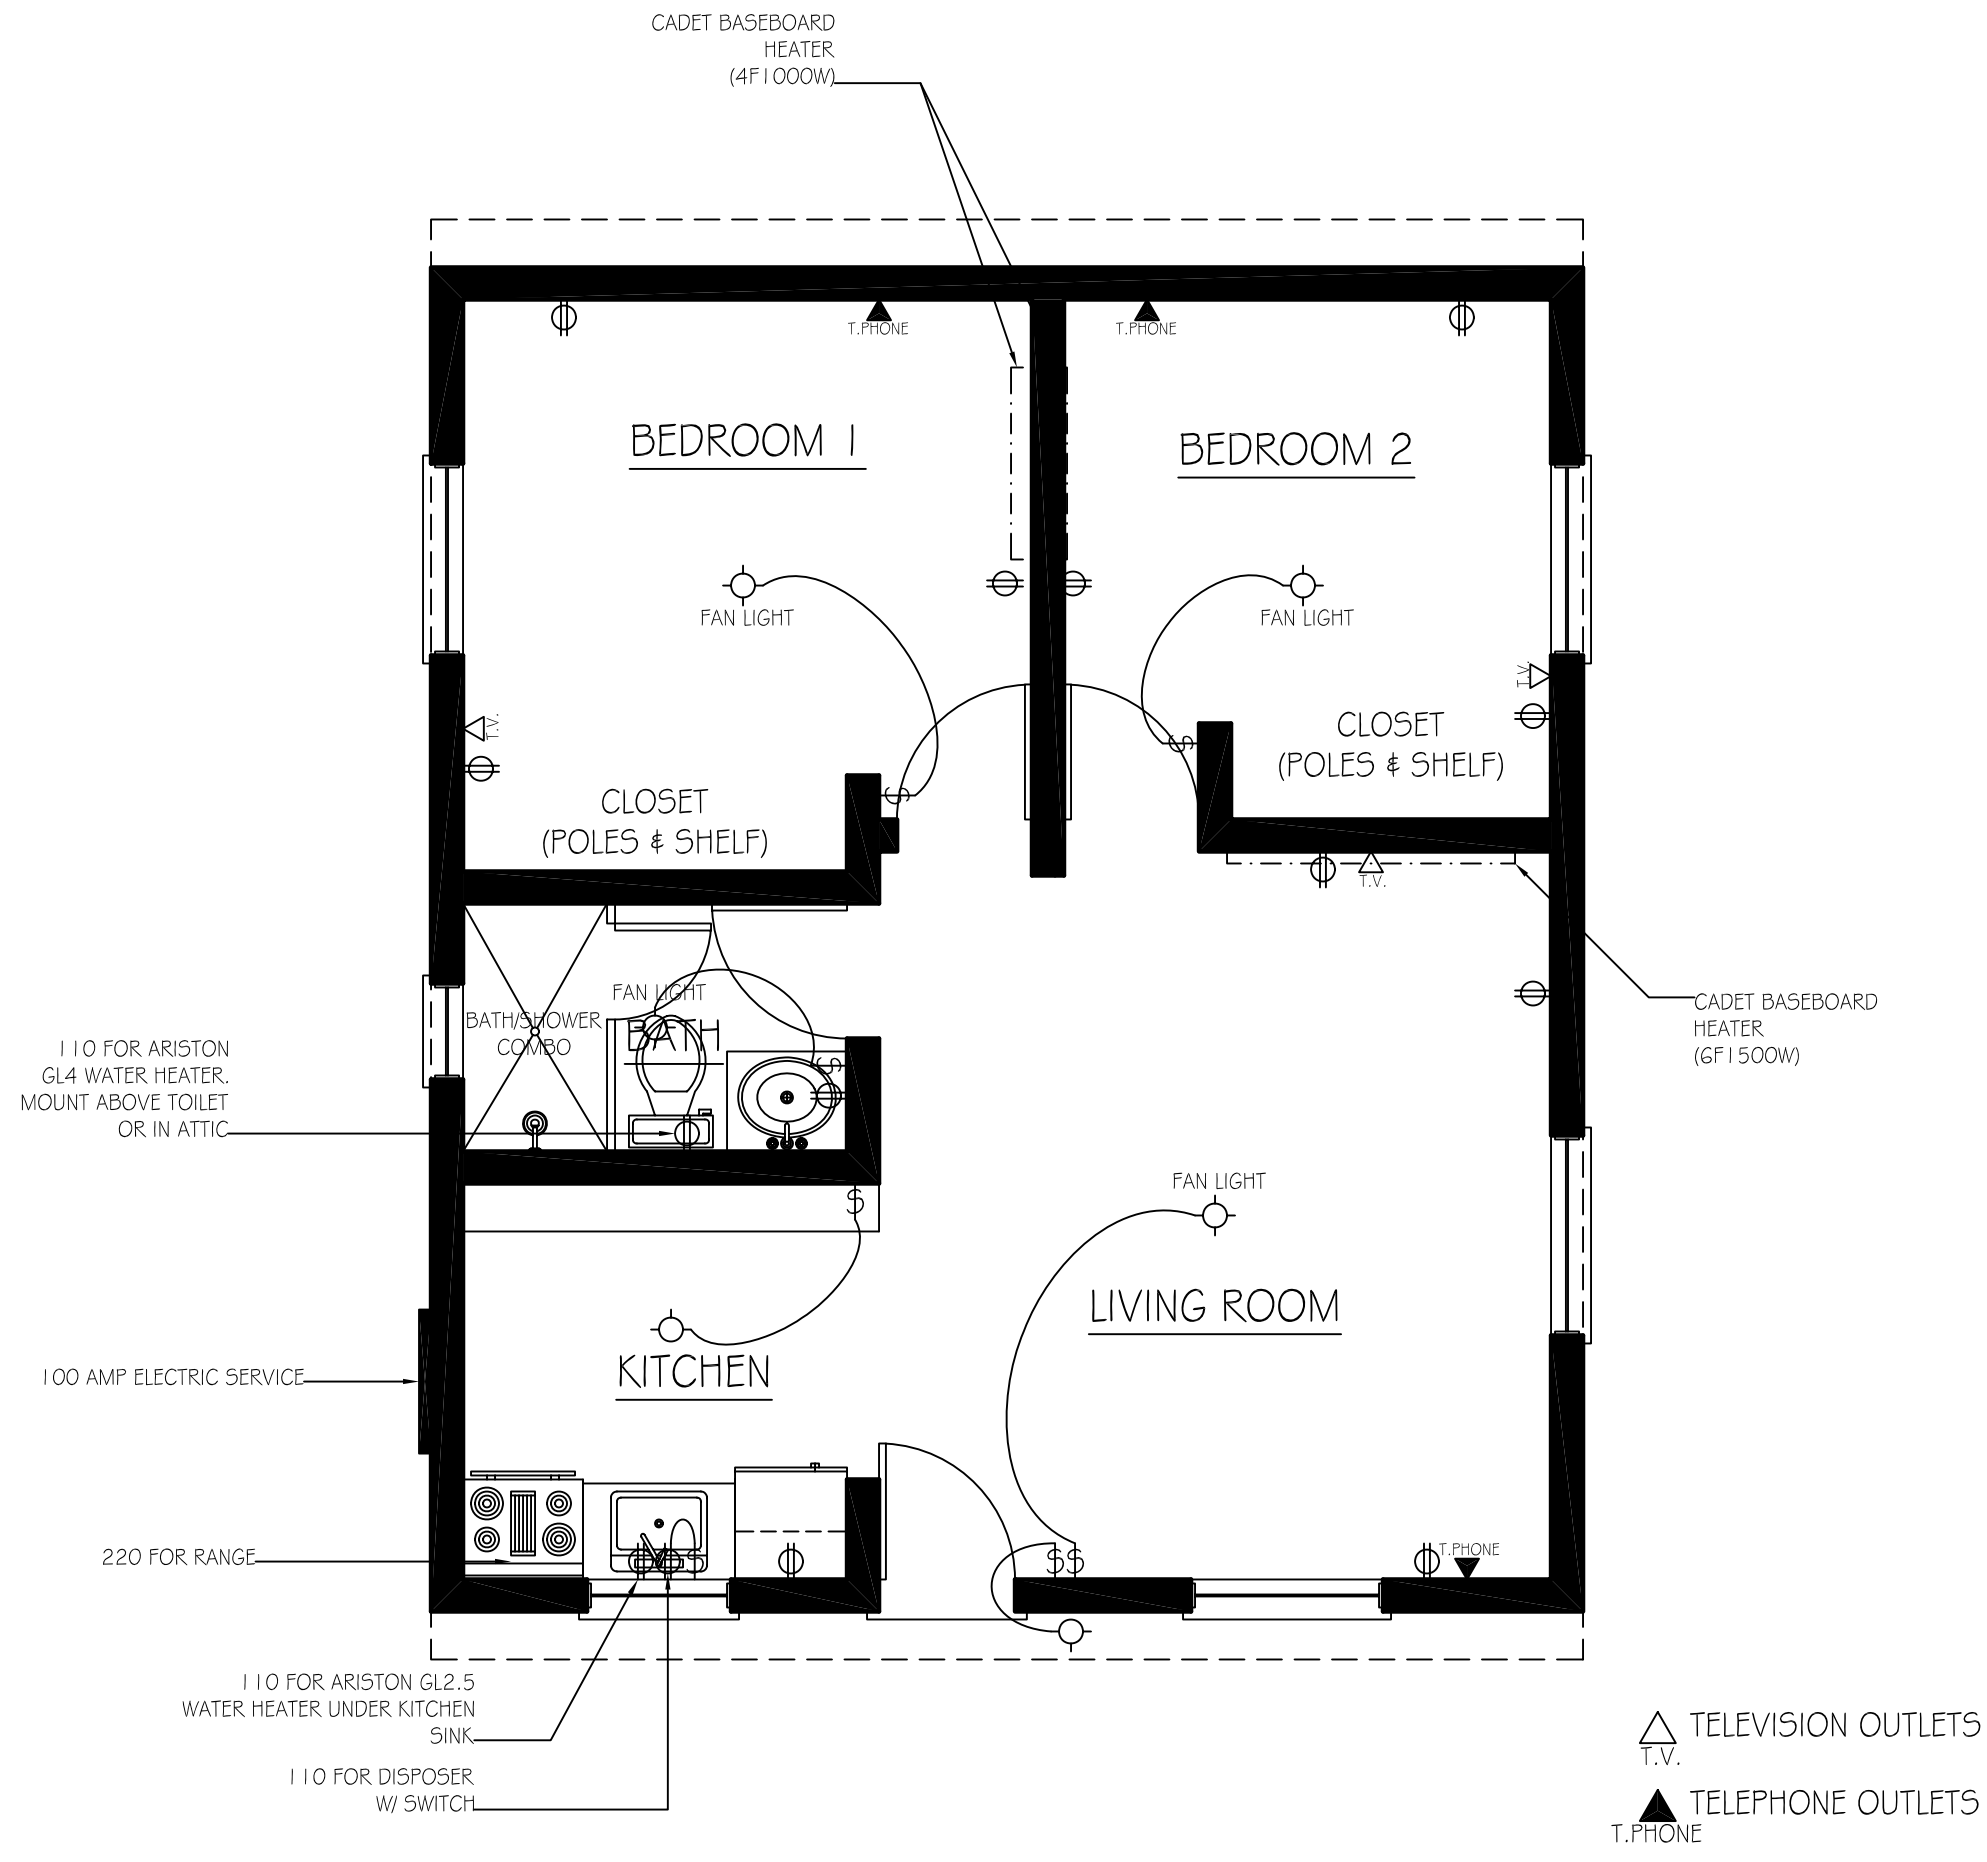 CADET BASEBOARD
HEATER
(4F1000W)
T.PHONE
T.PHONE
BEDROOM 1
BEDROOM 2
FAN LIGHT
FAN LIGHT
T.V.
T.V.
CLOSET
(POLES & SHELF)
S
S
CLOSET
(POLES & SHELF)
T.V.
FAN LIGHT
BATH/SHOWER
COMBO
BATH
S
CADET BASEBOARD
HEATER
(6F1500W)
110 FOR ARISTON
GL4 WATER HEATER.
MOUNT ABOVE TOILET
OR IN ATTIC
FAN LIGHT
S
LIVING ROOM
KITCHEN
100 AMP ELECTRIC SERVICE
220 FOR RANGE
S
SS
T.PHONE
110 FOR ARISTON GL2.5
WATER HEATER UNDER KITCHEN
SINK
110 FOR DISPOSER
W/ SWITCH
TELEVISION OUTLETS
T.V.
TELEPHONE OUTLETS
T.PHONE